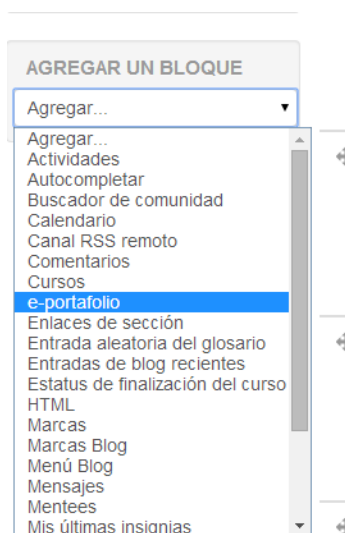 AGREGAR UN BLOQUE
Agregar...
Agregar...
Actividades
Autocompletar
Buscador de comunidad
Calendario
Canal RSS remoto
Comentarios
Cursos
e-portafolio
Enlaces de sección
Entrada aleatoria del glosario
Entradas de blog recientes
Estatus de finalización del curso
HTML
Marcas
Marcas Blog
Menú Blog
Mensajes
Mentees
Mis últimas insignias